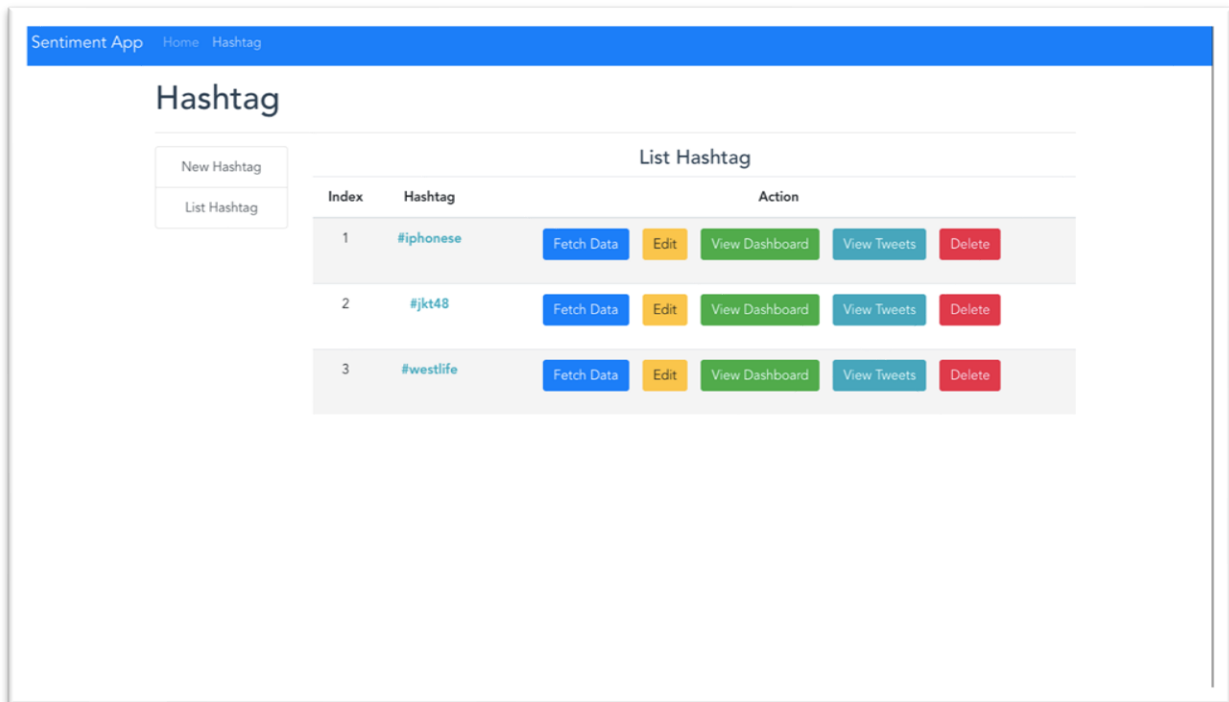 Sentiment App Home Hashtag
Hashtag
New Hashtag
List Hashtag
List Hashtag
Index Hashtag Action
1 #iphonese Fetch Data Edit View Dashboard View Tweets Delete
2 #jkt48 Fetch Data Edit View Dashboard View Tweets Delete
3 #westlife Fetch Data Edit View Dashboard View Tweets Delete